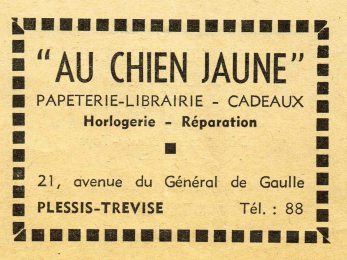 “AU CHIEN JAUNE”
PAPETERIE-LIBRAIRIE - CADEAUX
Horlogerie - Réparation
21, avenue du Général de Gaulle
PLESSIS-TREVISE Tél. : 88